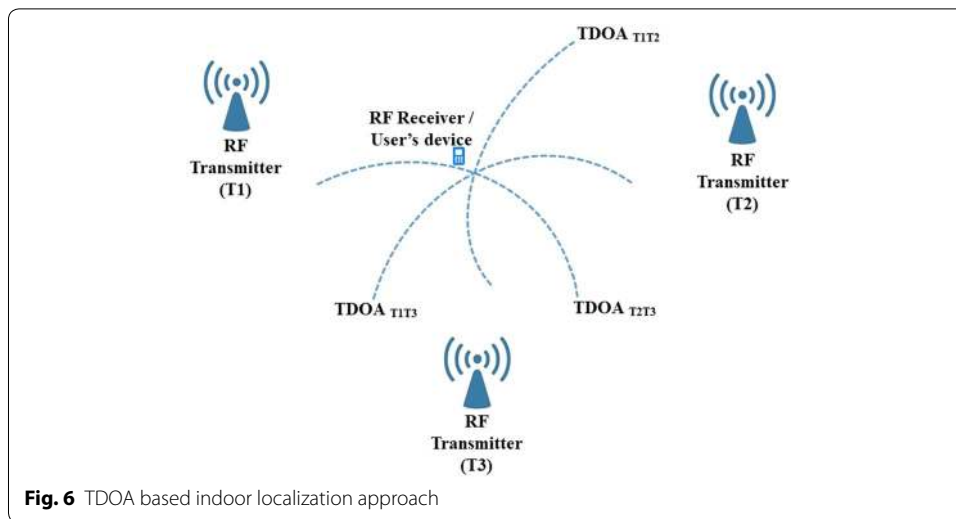 TDOA T1T2
RF
Transmitter
(T1)
RF Receiver /
User's device
RF
Transmitter
(T2)
TDOA T1T3
TDOA T2T3
RF
Transmitter
(T3)
Fig. 6 TDOA based indoor localization approach